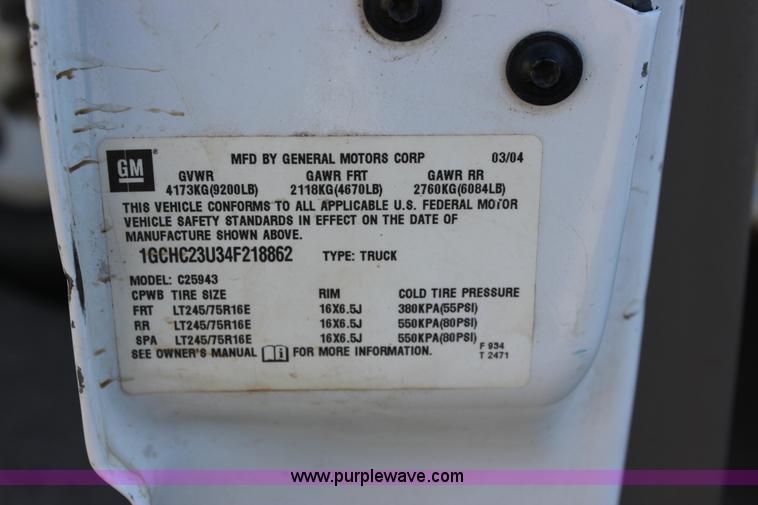 GM
MFD BY GENERAL MOTORS CORP 03/04
GVWR GAWR FRT GAWR RR
4173KG(9200LB) 2118KG(4670LB) 2760KG(6084LB)
THIS VEHICLE CONFORMS TO ALL APPLICABLE U.S. FEDERAL MOTOR
VEHICLE SAFETY STANDARDS IN EFFECT ON THE DATE OF
MANUFACTURE SHOWN ABOVE.
1GCHC23U34F218862 TYPE: TRUCK
MODEL: C25943
CPWB TIRE SIZE RIM COLD TIRE PRESSURE
FRT LT245/75R16E 16X6.5J 380KPA(55PSI)
RR LT245/75R16E 16X6.5J 550KPA(80PSI)
SPA LT245/75R16E 16X6.5J 550KPA(80PSI)
SEE OWNER'S MANUAL FOR MORE INFORMATION.
F 934
T 2471
www.purplewave.com